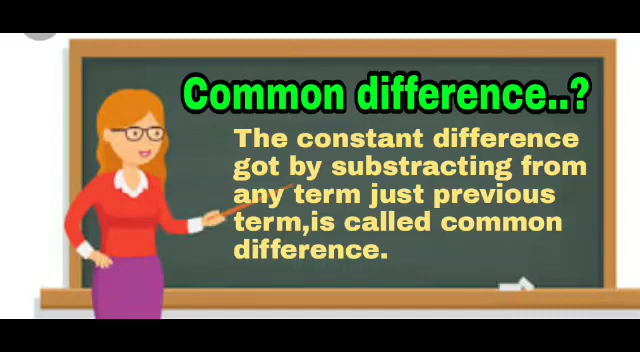 Common difference..?
The constant difference
got by substracting from
any term just previous
term,is called common
difference.